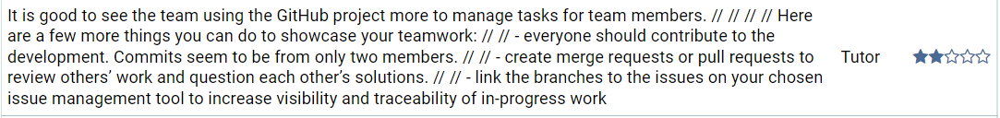 It is good to see the team using the GitHub project more to manage tasks for team members. // // // // Here
are a few more things you can do to showcase your teamwork: // // - everyone should contribute to the
development. Commits seem to be from only two members. // // - create merge requests or pull requests to
review others’ work and question each other’s solutions. // // - link the branches to the issues on your chosen
issue management tool to increase visibility and traceability of in-progress work
Tutor